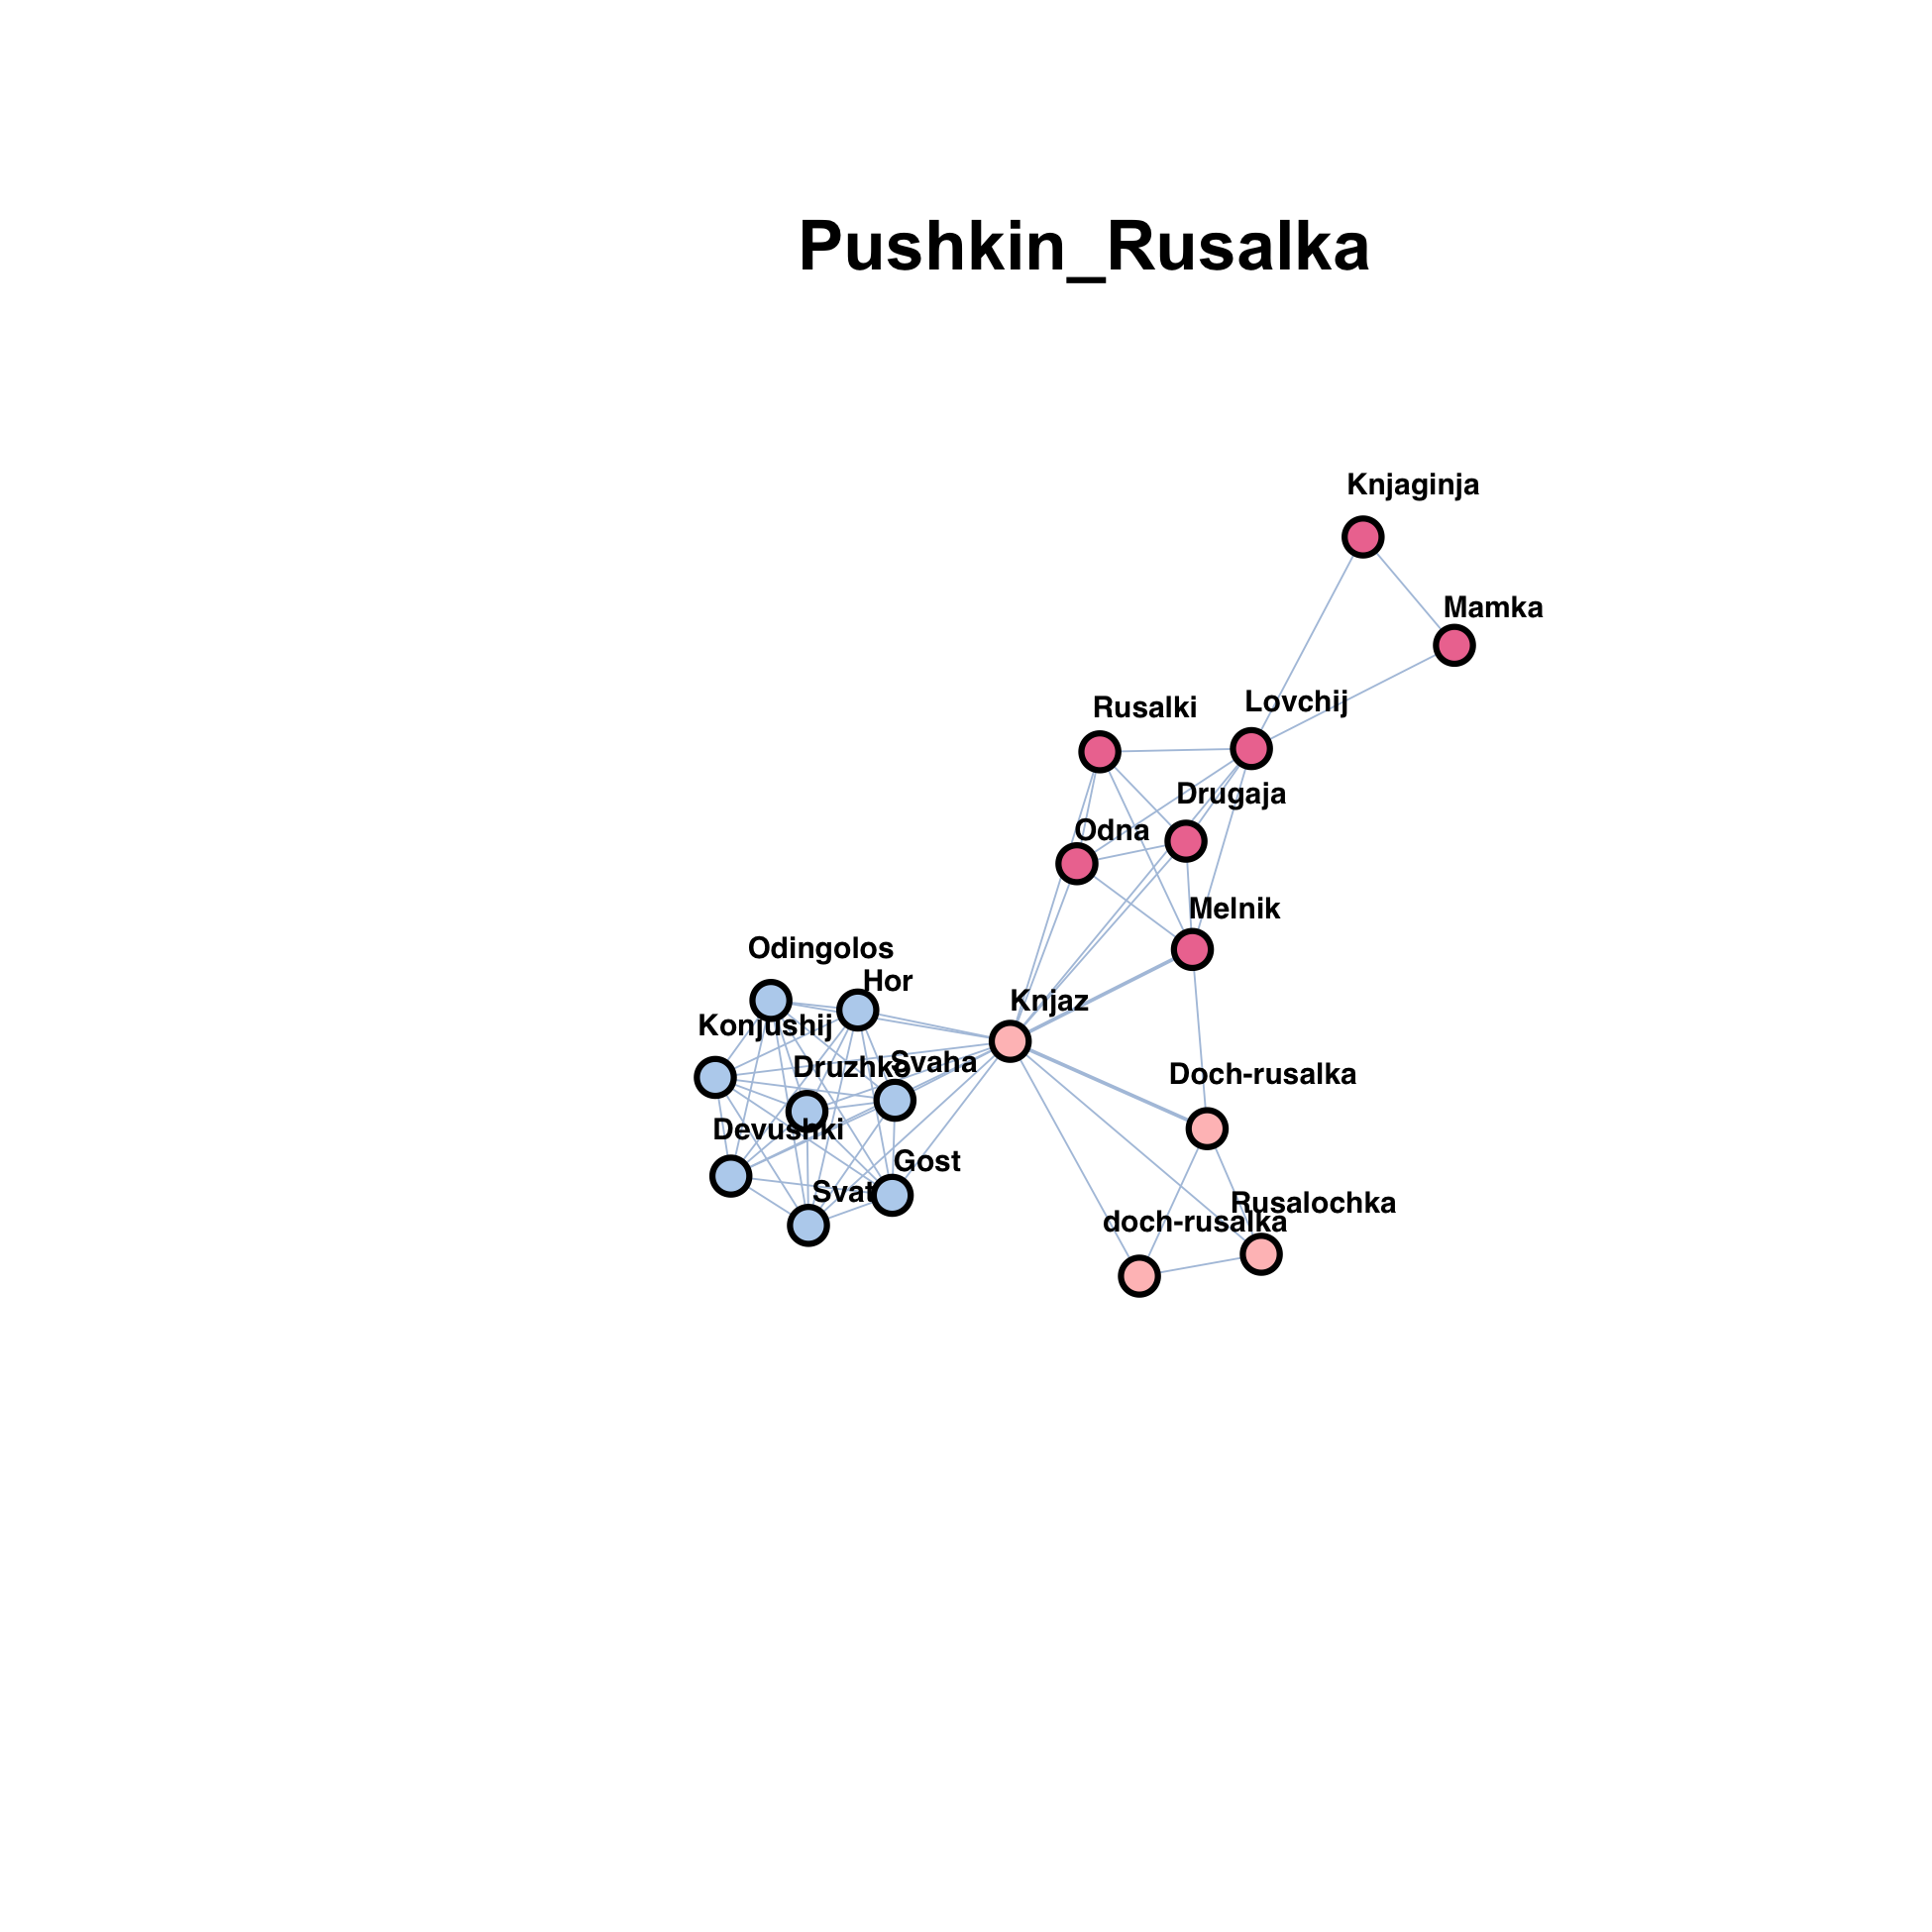 Pushkin_Rusalka
Knjaginja
Mamka
Lovchij
Rusalki
Drugaja
Odna
Melnik
Odingolos
Hor
Knjaz
Konjushij
Svaha
Druzhko
Doch-rusalka
Devushki
Gost
Svat
Rusalochka
doch-rusalka